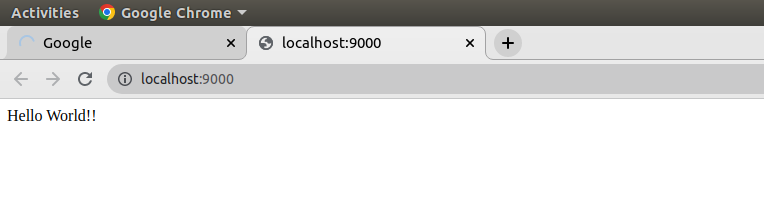 Activities Google Chrome
Google localhost:9000
localhost:9000
Hello World!!